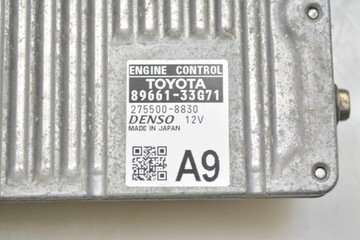 ENGINE CONTROL
TOYOTA
89661-33G71
275500-8830
DENSO 12V
MADE IN JAPAN
A9